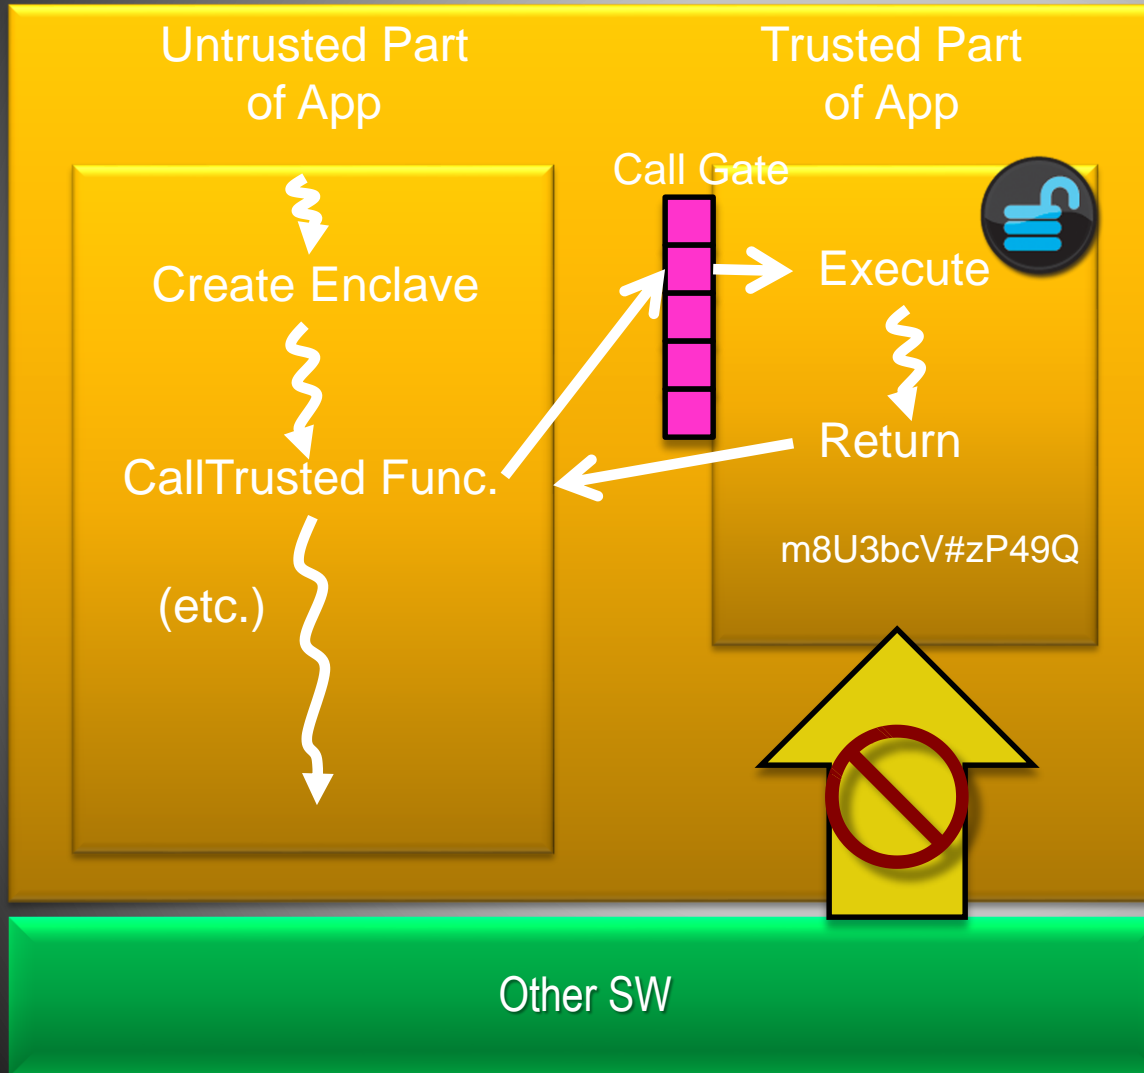 Untrusted Part
of App
Trusted Part
of App
Call Gate
Create Enclave
Execute
CallTrusted Func.
Return
(etc.)
m8U3bcV#zP49Q
Other SW